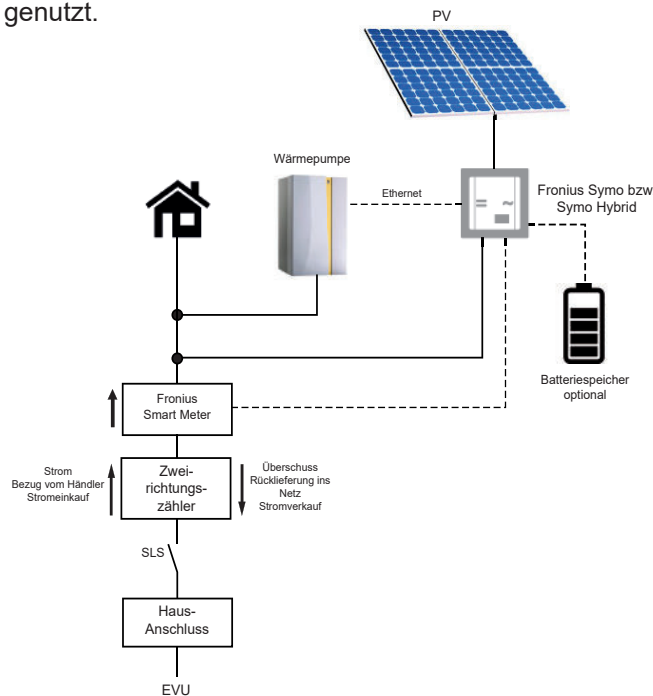 genutzt.
PV
Wärmepumpe
Ethernet
Fronius Symo bzw
Symo Hybrid
Batteriespeicher
optional
Fronius
Smart Meter
Strom
Bezug vom Händler
Stromeinkauf
Zwei-
richtungs-
zähler
Überschuss
Rücklieferung ins
Netz
Stromverkauf
SLS
Haus-
Anschluss
EVU